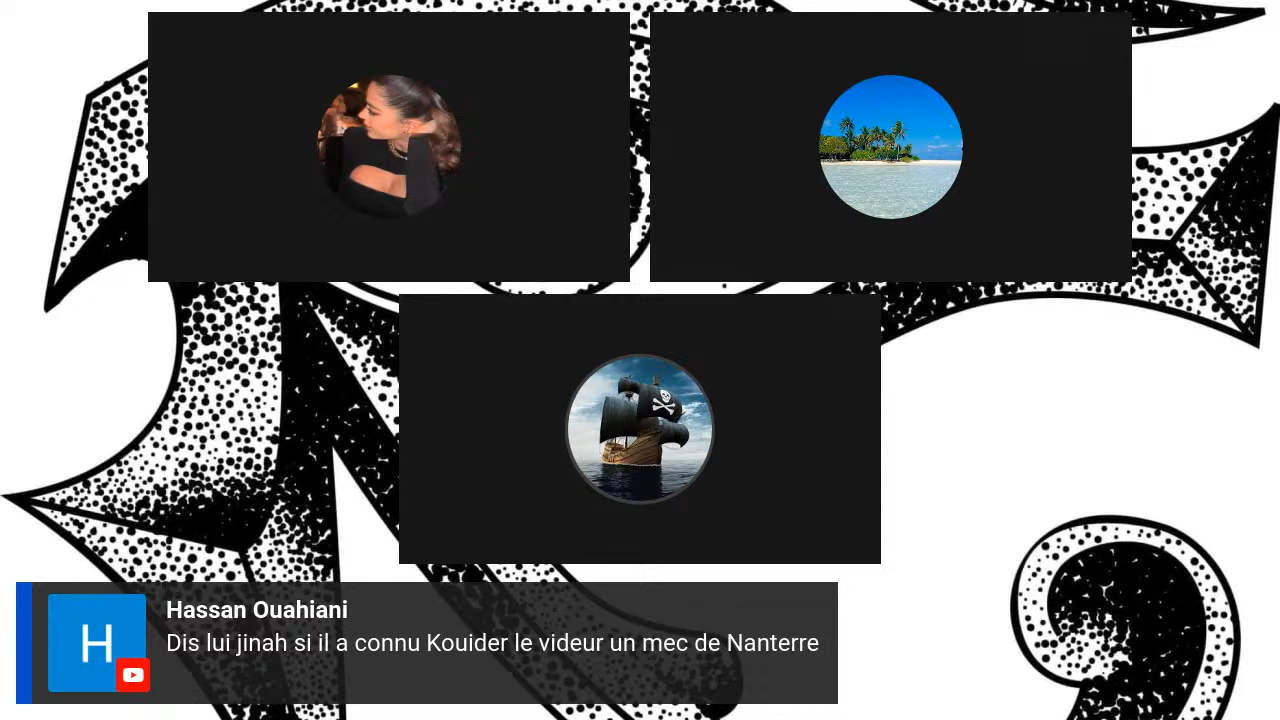 Hassan Ouahiani
H
Dis lui jinah si il a connu Kouider le videur un mec de Nanterre